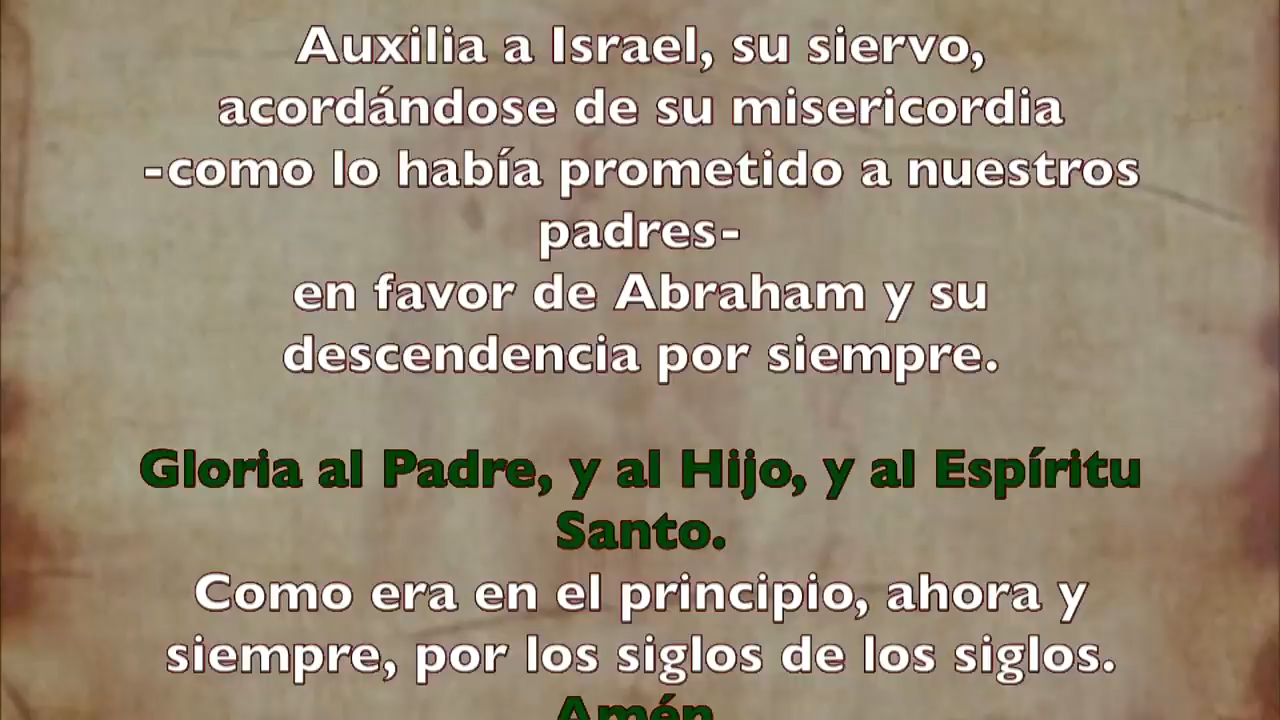 Auxilia a Israel, su siervo,
acordándose de su misericordia
-como lo había prometido a nuestros
padres-
en favor de Abraham y su
descendencia por siempre.
Gloria al Padre, y al Hijo, y al Espíritu
Santo.
Como era en el principio, ahora y
siempre, por los siglos de los siglos.
Amén